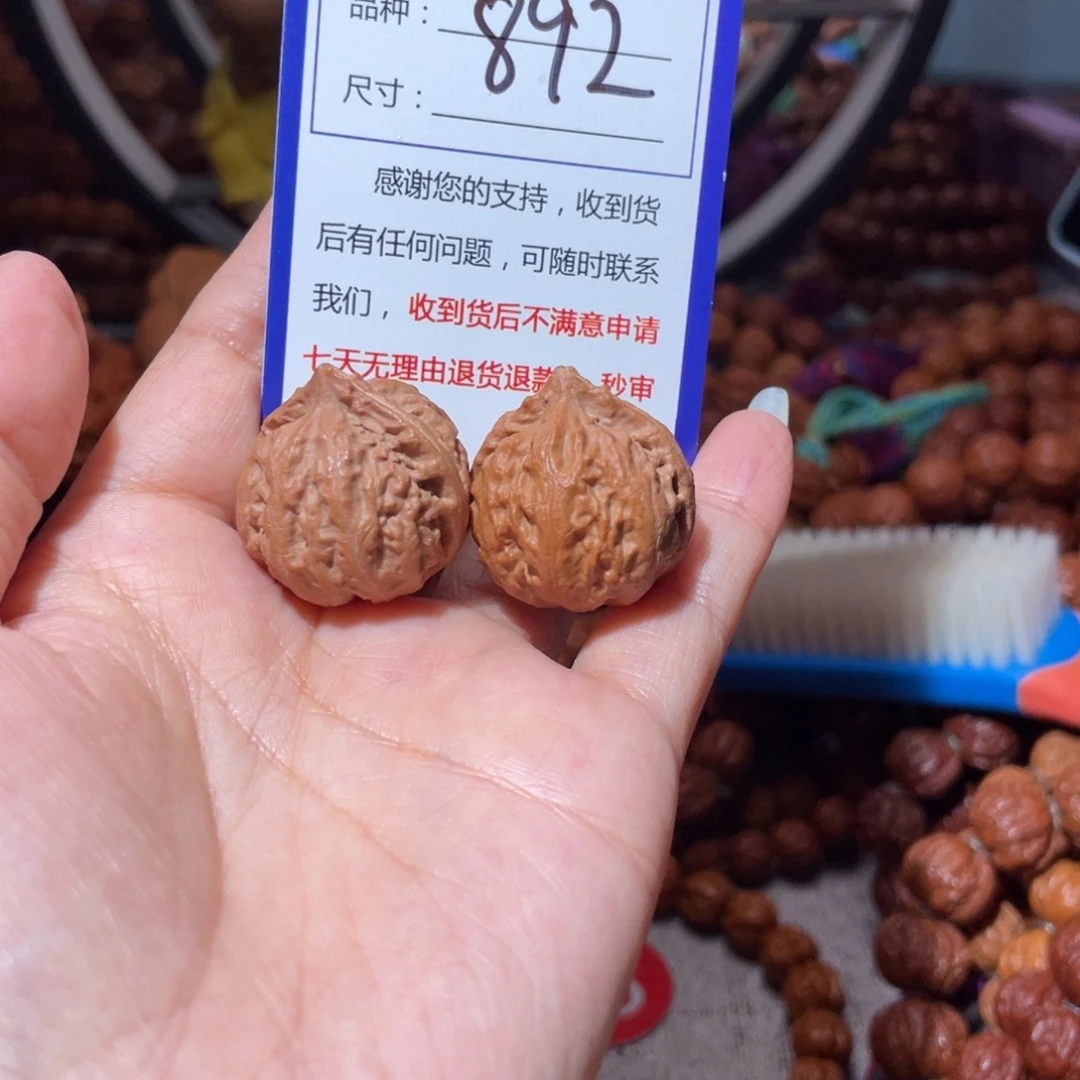 品种：892
尺寸：
感谢您的支持，收到货
后有任何问题，可随时联系
我们，收到货后不满意申请
七天无理由退货退款 秒审